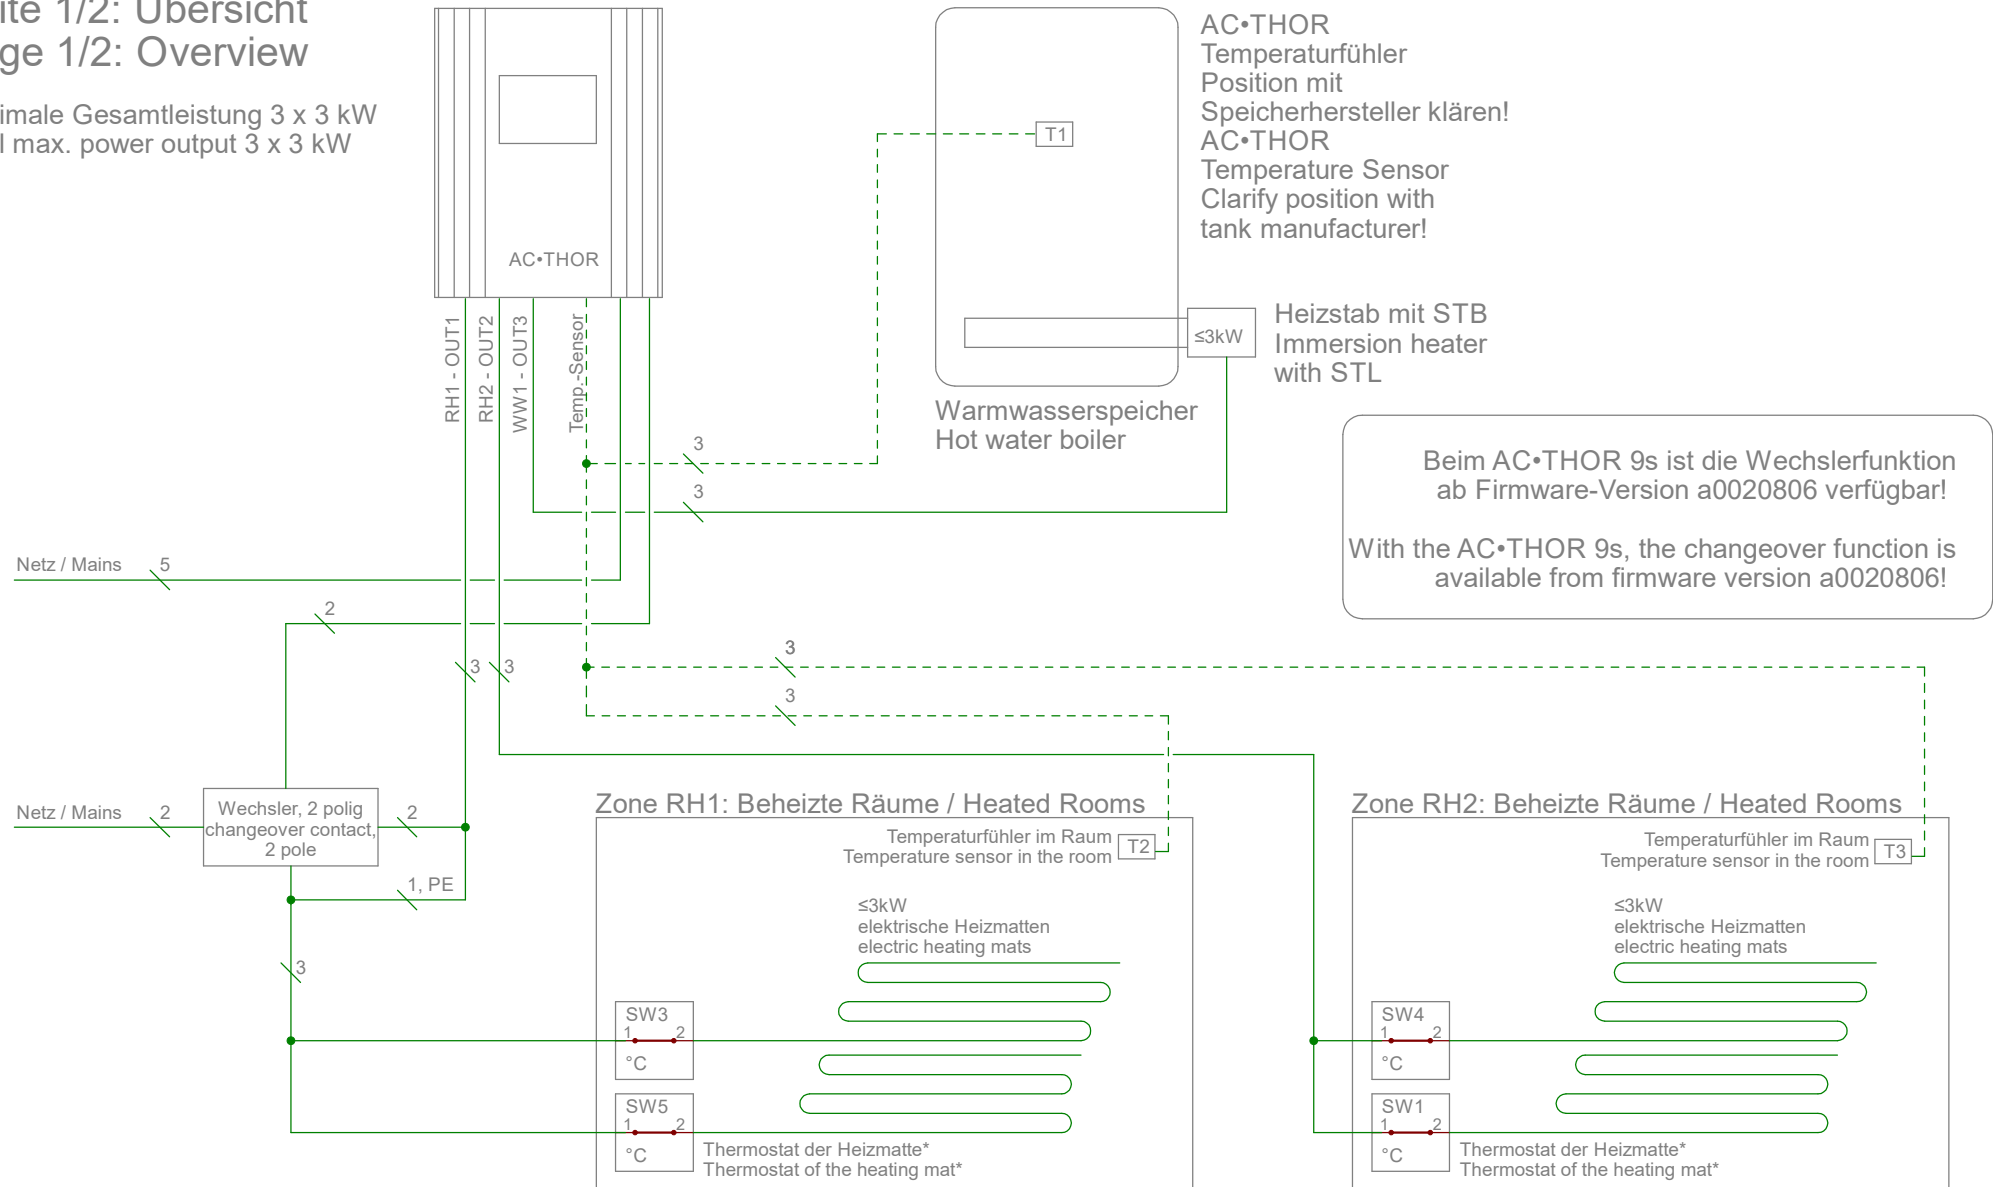 ite 1/2: Übersicht
ge 1/2: Overview
imale Gesamtleistung 3 x 3 kW
l max. power output 3 x 3 kW
AC•THOR
RH1 - OUT1
RH2 - OUT2
WW1 - OUT3
Temp.-Sensor
T1
AC•THOR
Temperaturfühler
Position mit
Speicherhersteller klären!
AC•THOR
Temperature Sensor
Clarify position with
tank manufacturer!
≤3kW
Heizstab mit STB
Immersion heater
with STL
Warmwasserspeicher
Hot water boiler
3
3
Beim AC•THOR 9s ist die Wechslerfunktion
ab Firmware-Version a0020806 verfügbar!
With the AC•THOR 9s, the changeover function is
available from firmware version a0020806!
Netz / Mains
5
2
3
3
3
3
Netz / Mains
2
Wechsler, 2 polig
changeover contact,
2 pole
2
1, PE
3
Zone RH1: Beheizte Räume / Heated Rooms
Temperaturfühler im Raum
Temperature sensor in the room
T2
≤3kW
elektrische Heizmatten
electric heating mats
SW3
1
2
°C
SW5
1
2
°C
Thermostat der Heizmatte*
Thermostat of the heating mat*
Zone RH2: Beheizte Räume / Heated Rooms
Temperaturfühler im Raum
Temperature sensor in the room
T3
≤3kW
elektrische Heizmatten
electric heating mats
SW4
1
2
°C
SW1
1
2
°C
Thermostat der Heizmatte*
Thermostat of the heating mat*